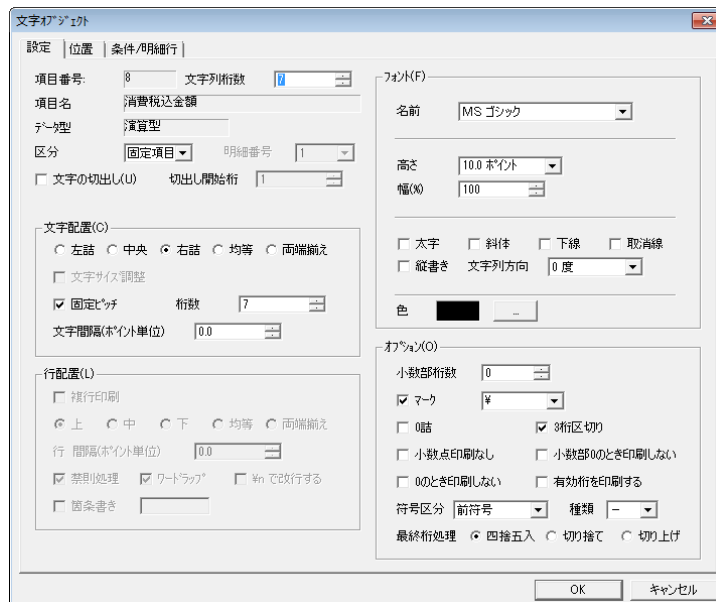 文字ｵﾌﾞｼﾞｪｸﾄ
設定 位置 条件/明細行
項目番号: 8 文字列桁数 7
項目名 消費税込金額
ﾃﾞｰﾀ型 演算型
区分 固定項目 明細番号 1
文字の切出し(U) 切出し開始桁 1
文字配置(C)
左詰 中央 右詰 均等 両端揃え
文字ｻｲｽﾞ調整
固定ﾋﾟｯﾁ 桁数 7
文字間隔(ﾎﾟｲﾝﾄ単位) 0.0
行配置(L)
複行印刷
上 中 下 均等 両端揃え
行 間隔(ﾎﾟｲﾝﾄ単位) 0.0
禁則処理 ﾜｰﾄﾞﾗｯﾌﾟ ¥n で改行する
箇条書き
ﾌｫﾝﾄ(F)
名前 MS ゴシック
高さ 10.0 ﾎﾟｲﾝﾄ
幅(%) 100
太字 斜体 下線 取消線
縦書き 文字列方向 0 度
色 ...
ｵﾌﾟｼｮﾝ(O)
小数部桁数 0
ﾏｰｸ ¥
0詰 3桁区切り
小数点印刷なし 小数部0のとき印刷しない
0のとき印刷しない 有効桁を印刷する
符号区分 前符号 種類 −
最終桁処理 四捨五入 切り捨て 切り上げ
OK キャンセル